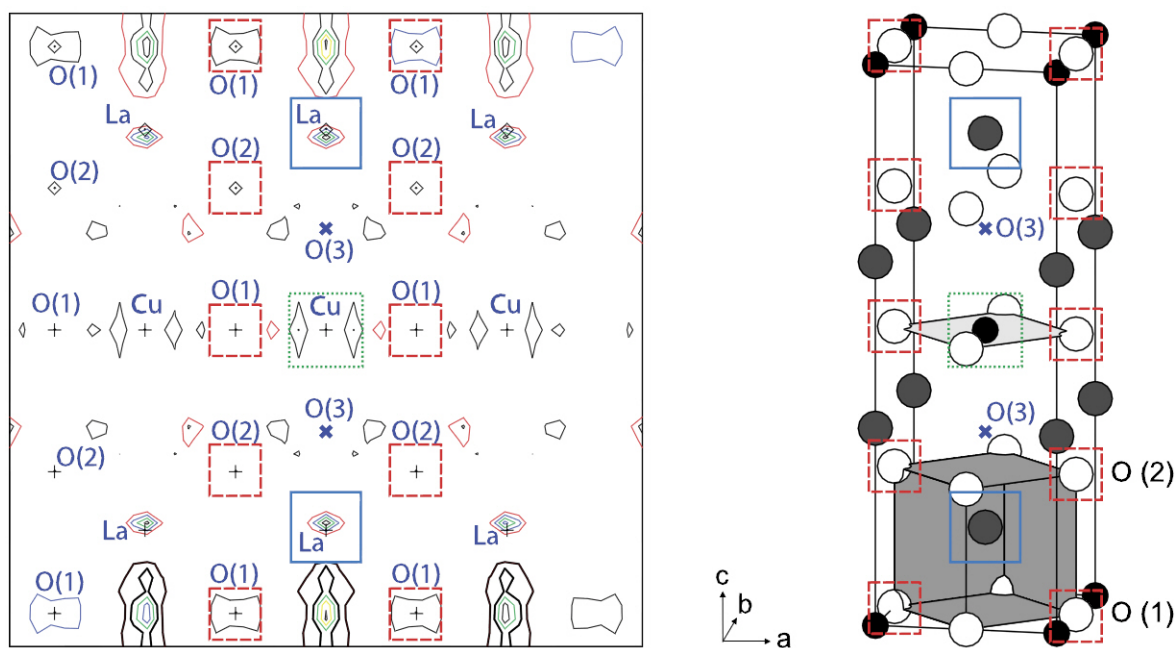 O(1) O(1) O(1)
La La La
O(2) O(2) O(2)
O(3)
O(1) Cu O(1) Cu O(1) Cu
O(3)
O(2) O(2) O(2)
La La La
O(1) O(1) O(1)
O(3)
O(3)
O (2)
O (1)
c
b
a